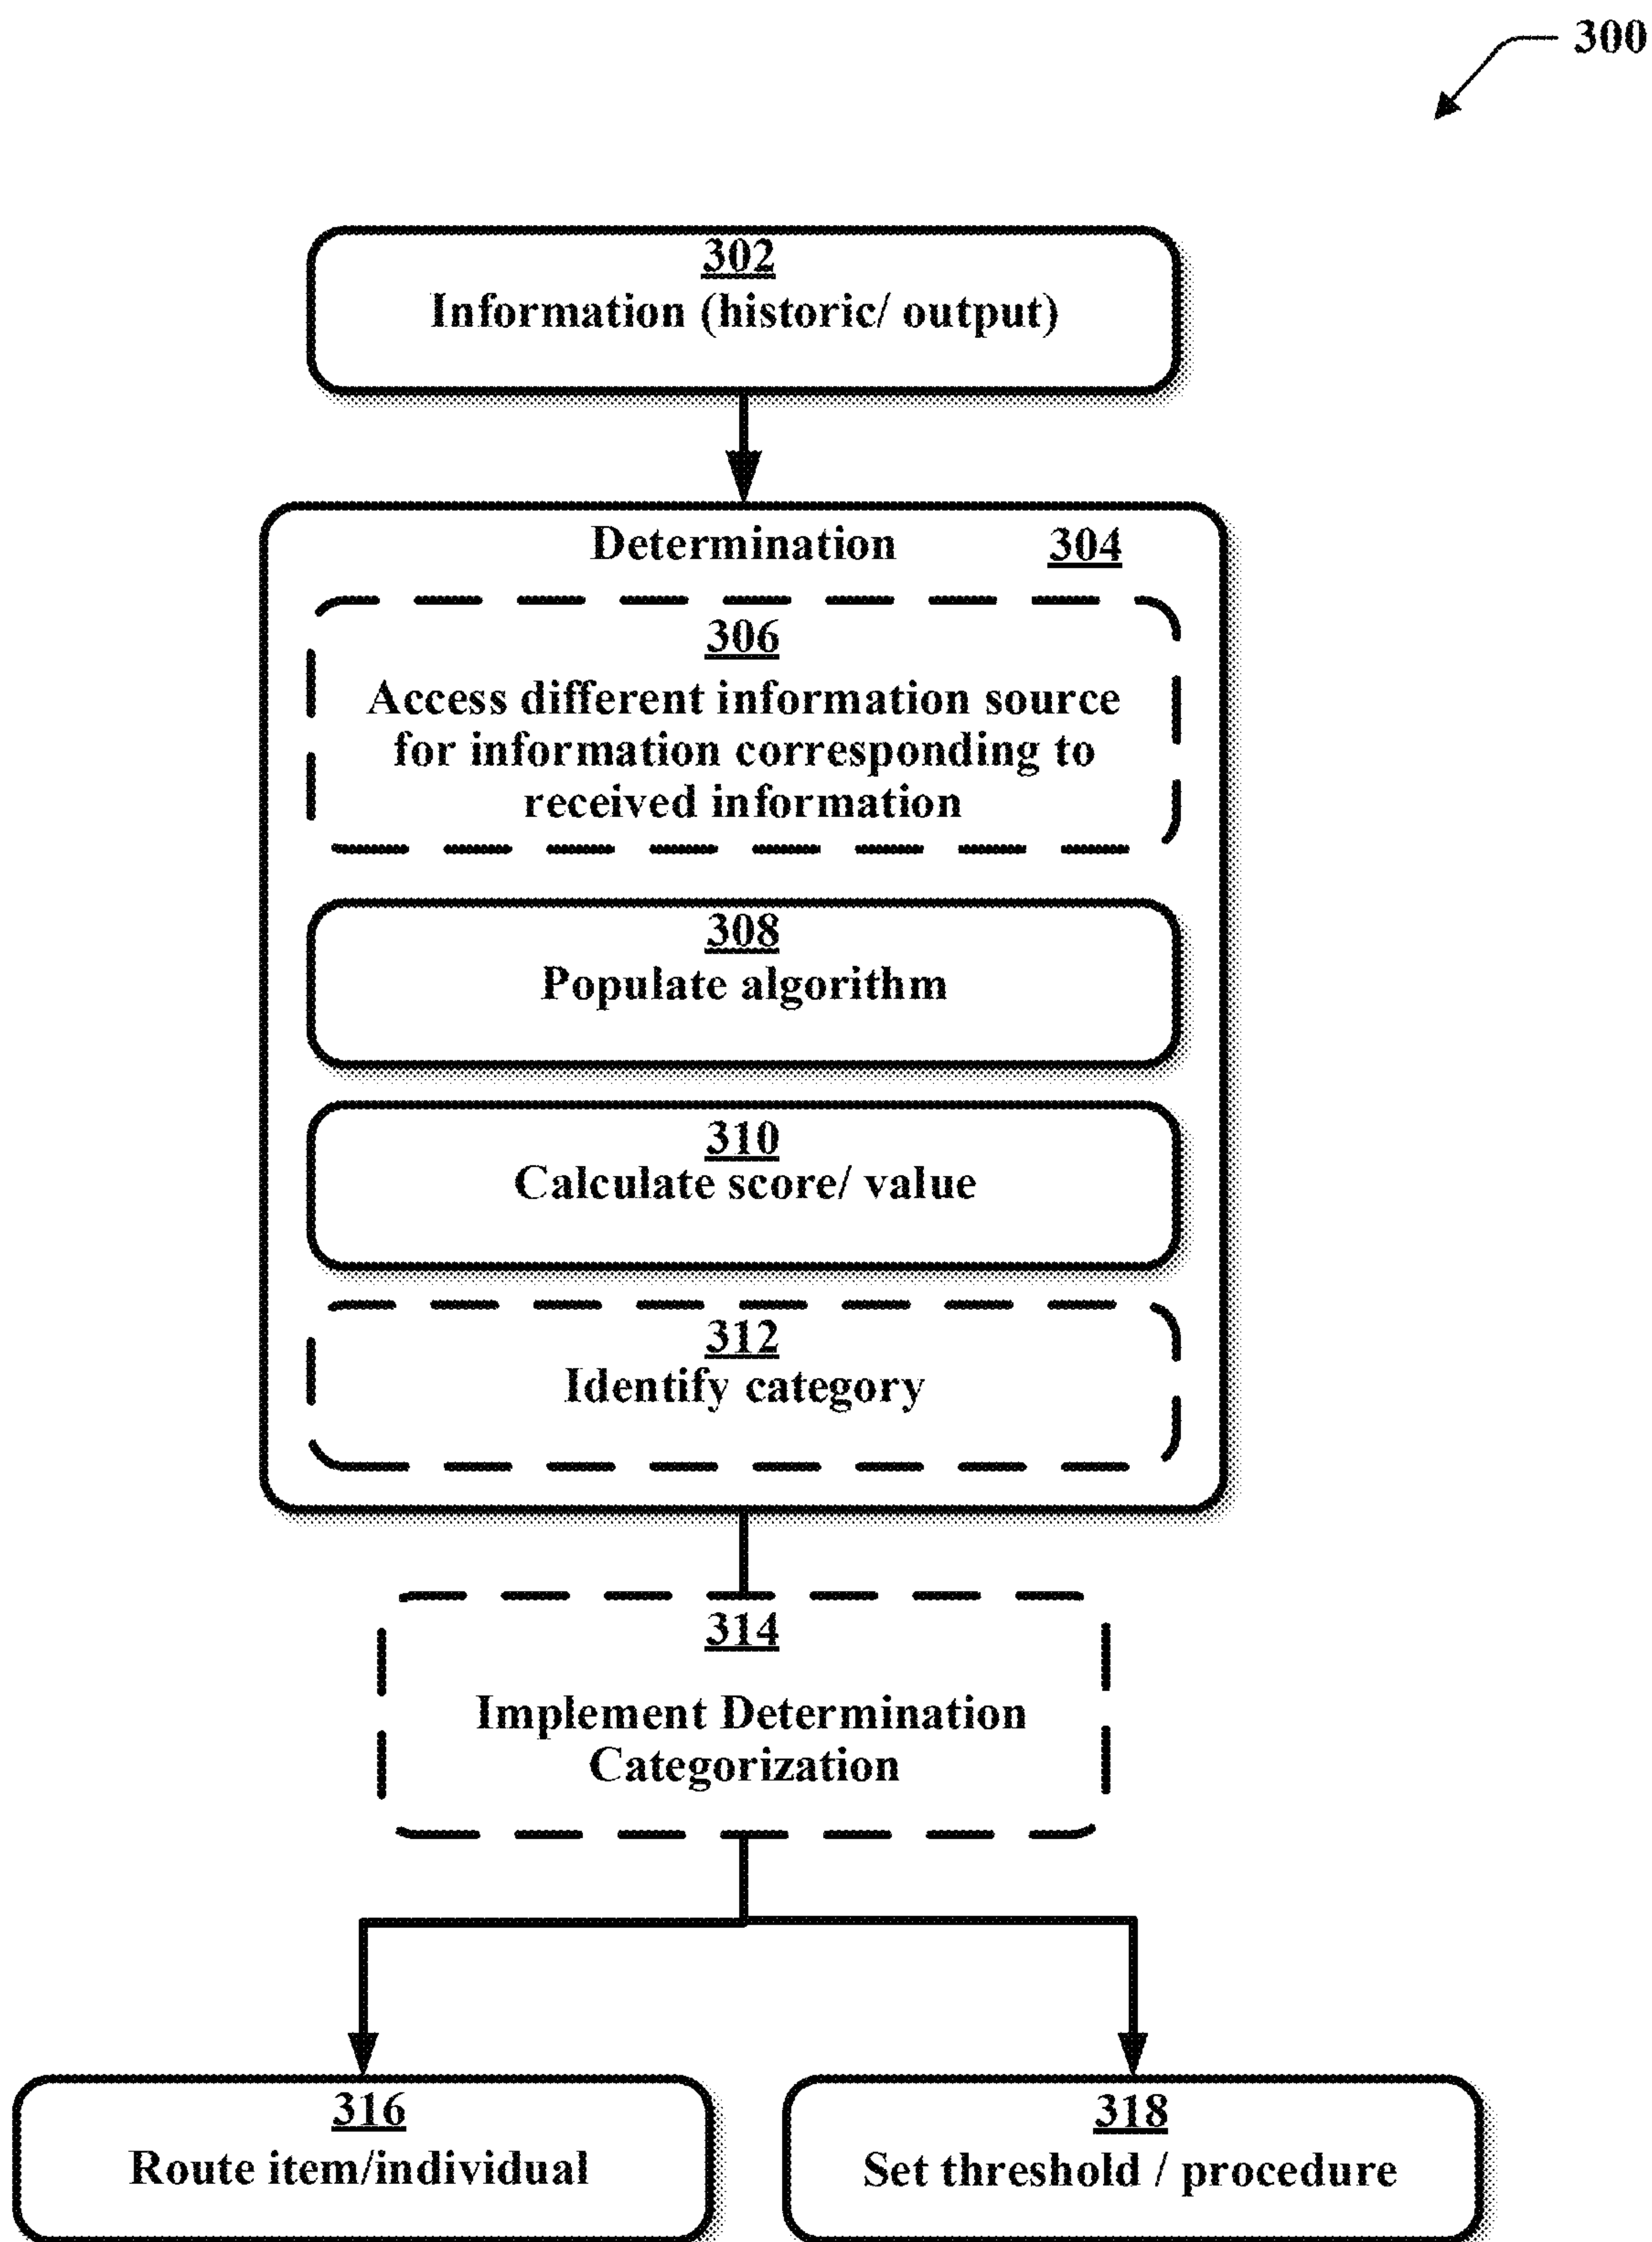 300
302
Information (historic/ output)
Determination 304
306
Access different information source
for information corresponding to
received information
308
Populate algorithm
310
Calculate score/ value
312
Identify category
314
Implement Determination
Categorization
316
Route item/individual
318
Set threshold / procedure